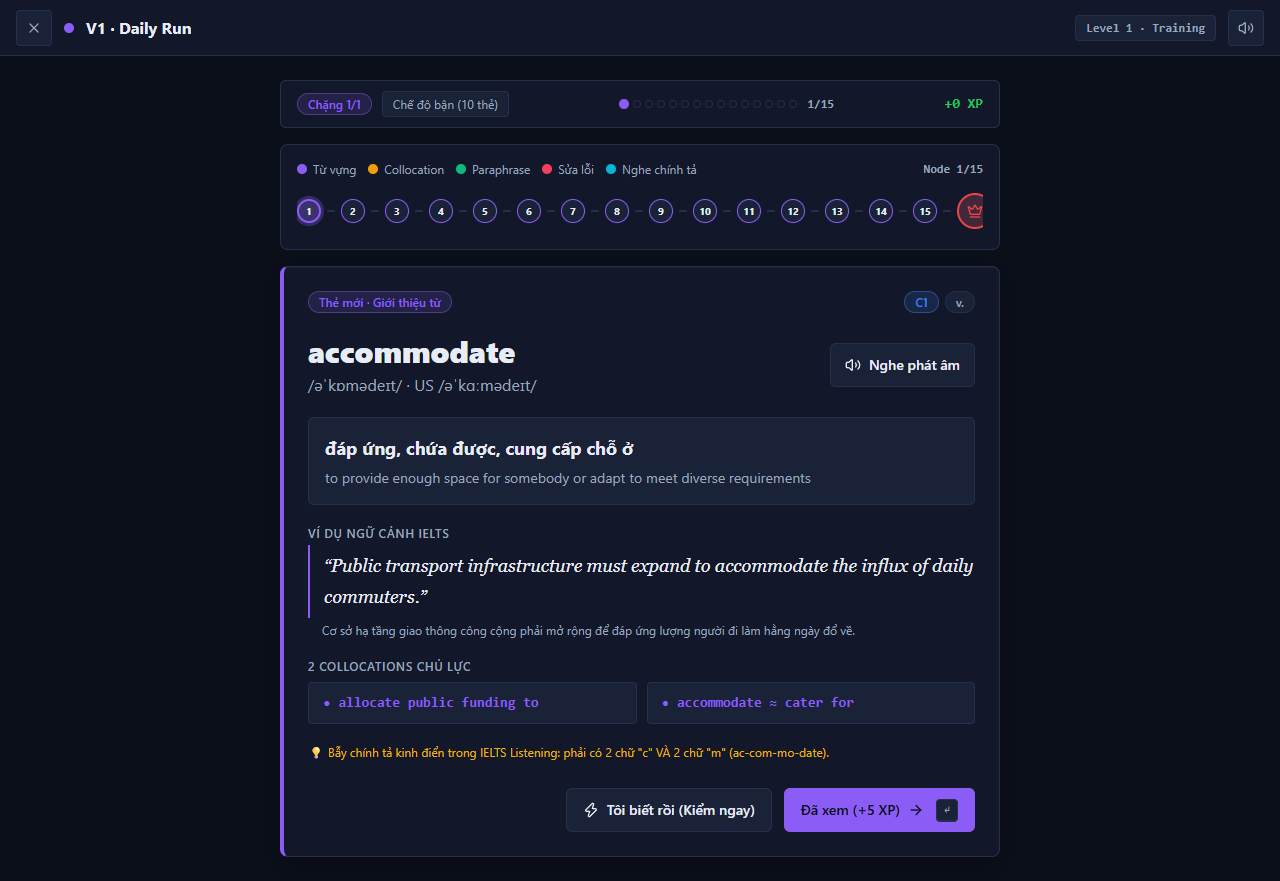 V1 · Daily Run
Level 1 · Training
Chặng 1/1
Chế độ bận (10 thẻ)
1/15
+0 XP
Từ vựng
Collocation
Paraphrase
Sửa lỗi
Nghe chính tả
Node 1/15
1 2 3 4 5 6 7 8 9 10 11 12 13 14 15
Thẻ mới · Giới thiệu từ
C1
v.
accommodate
/əˈkɒmədeɪt/ · US /əˈkɑːmədeɪt/
Nghe phát âm
đáp ứng, chứa được, cung cấp chỗ ở
to provide enough space for somebody or adapt to meet diverse requirements
VÍ DỤ NGỮ CẢNH IELTS
“Public transport infrastructure must expand to accommodate the influx of daily
commuters.”
Cơ sở hạ tầng giao thông công cộng phải mở rộng để đáp ứng lượng người đi làm hằng ngày đổ về.
2 COLLOCATIONS CHỦ LỰC
• allocate public funding to
• accommodate ≈ cater for
💡 Bẫy chính tả kinh điển trong IELTS Listening: phải có 2 chữ "c" VÀ 2 chữ "m" (ac-com-mo-date).
Tôi biết rồi (Kiểm ngay)
Đã xem (+5 XP) → ↵